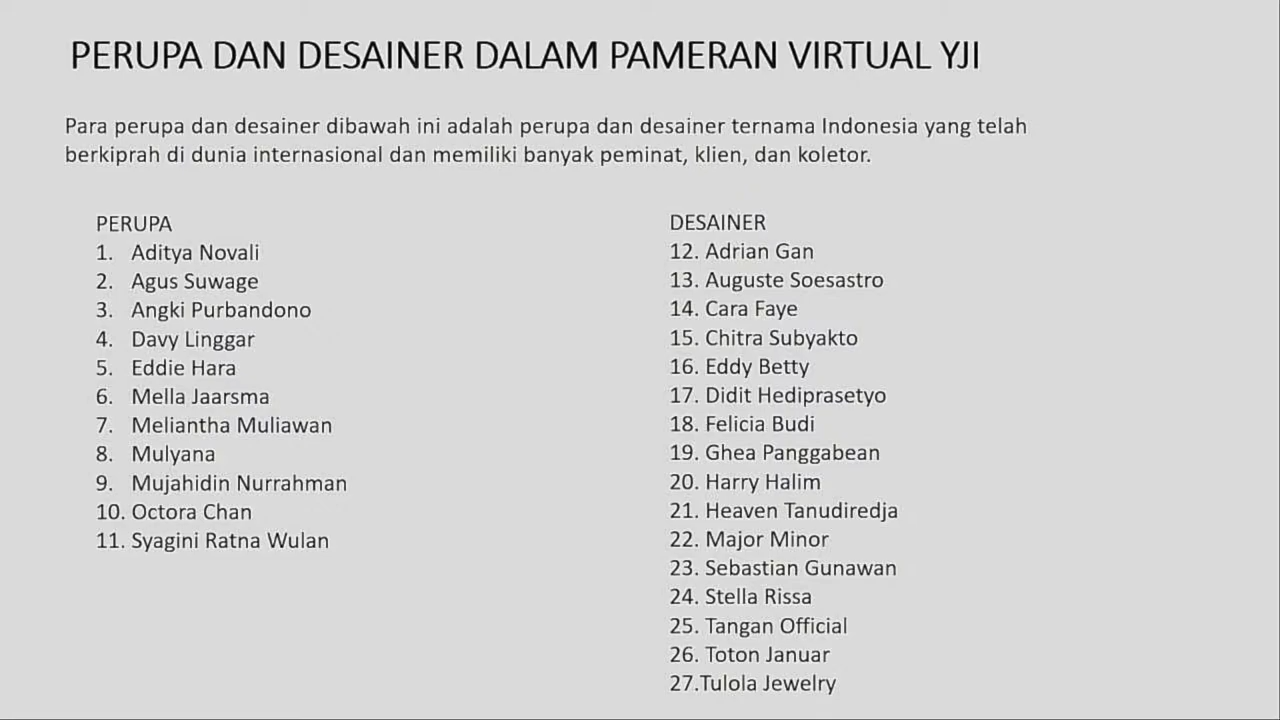 PERUPA DAN DESAINER DALAM PAMERAN VIRTUAL YJI
Para perupa dan desainer dibawah ini adalah perupa dan desainer ternama Indonesia yang telah
berkiprah di dunia internasional dan memiliki banyak peminat, klien, dan koletor.
PERUPA
1. Aditya Novali
2. Agus Suwage
3. Angki Purbandono
4. Davy Linggar
5. Eddie Hara
6. Mella Jaarsma
7. Meliantha Muliawan
8. Mulyana
9. Mujahidin Nurrahman
10. Octora Chan
11. Syagini Ratna Wulan
DESAINER
12. Adrian Gan
13. Auguste Soesastro
14. Cara Faye
15. Chitra Subyakto
16. Eddy Betty
17. Didit Hediprasetyo
18. Felicia Budi
19. Ghea Panggabean
20. Harry Halim
21. Heaven Tanudiredja
22. Major Minor
23. Sebastian Gunawan
24. Stella Rissa
25. Tangan Official
26. Toton Januar
27.Tulola Jewelry